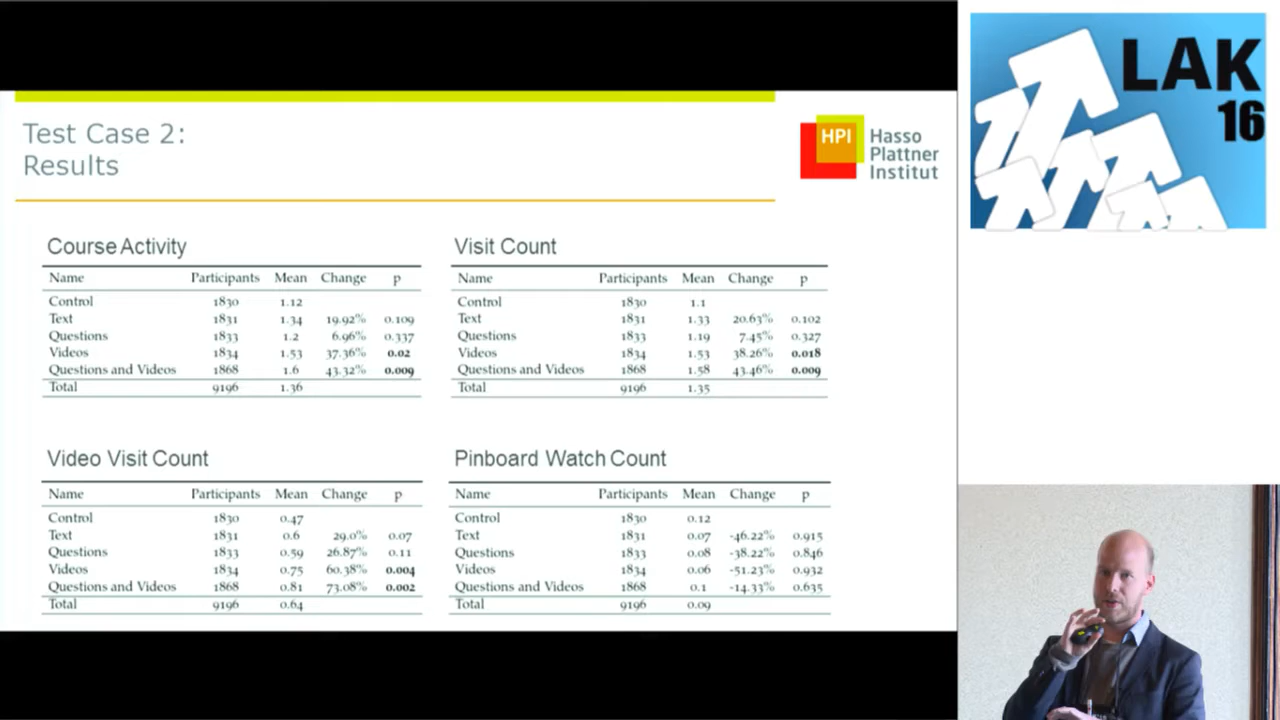 Test Case 2:
Results
HPI Hasso
Plattner
Institut
LAK
16
Course Activity
Name Participants Mean Change p
Control 1830 1.12
Text 1831 1.34 19.92% 0.109
Questions 1833 1.2 6.96% 0.337
Videos 1834 1.53 37.36% 0.02
Questions and Videos 1868 1.6 43.32% 0.009
Total 9196 1.36
Visit Count
Name Participants Mean Change p
Control 1830 1.1
Text 1831 1.33 20.63% 0.102
Questions 1833 1.19 7.45% 0.327
Videos 1834 1.53 38.26% 0.018
Questions and Videos 1868 1.58 43.46% 0.009
Total 9196 1.35
Video Visit Count
Name Participants Mean Change p
Control 1830 0.47
Text 1831 0.6 29.0% 0.07
Questions 1833 0.59 26.87% 0.11
Videos 1834 0.75 60.38% 0.004
Questions and Videos 1868 0.81 73.08% 0.002
Total 9196 0.64
Pinboard Watch Count
Name Participants Mean Change p
Control 1830 0.12
Text 1831 0.07 -46.22% 0.915
Questions 1833 0.08 -38.22% 0.846
Videos 1834 0.06 -51.23% 0.932
Questions and Videos 1868 0.1 -14.33% 0.635
Total 9196 0.09